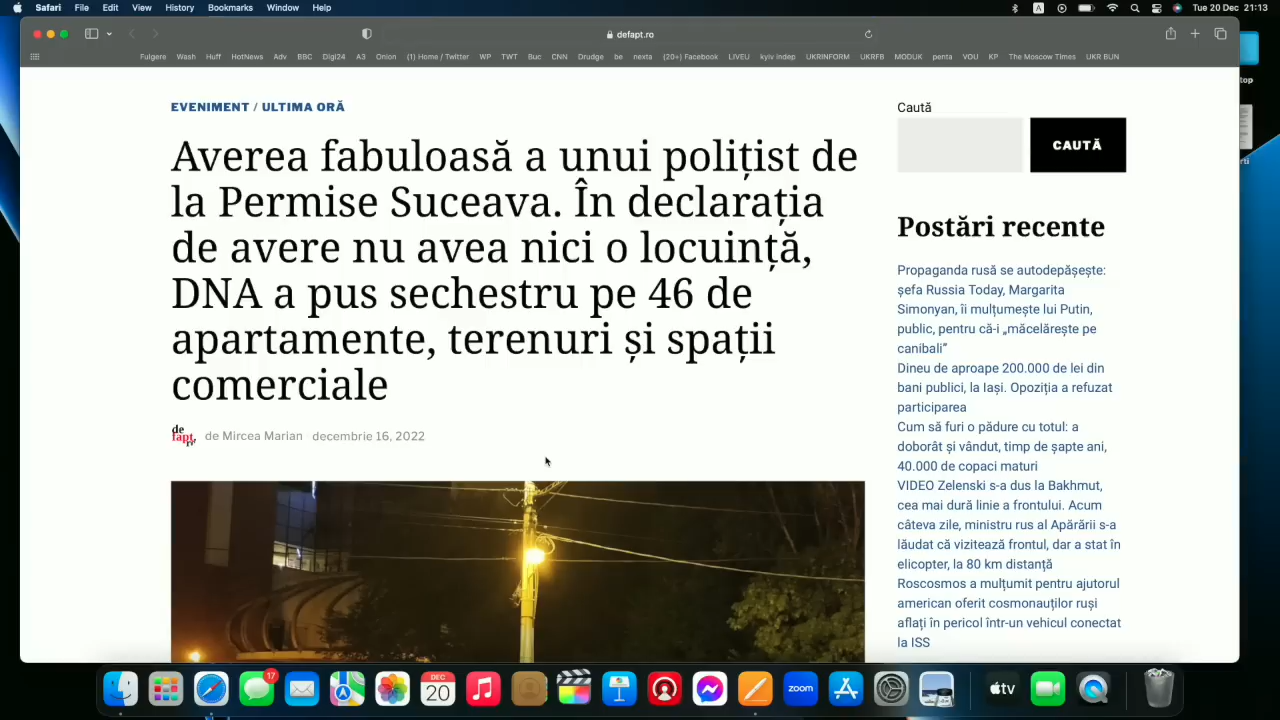 Safari File Edit View History Bookmarks Window Help A Tue 20 Dec 21:13
defapt.ro
Fulgere Wash Huff HotNews Adv BBC Digi24 A3 Onion (1) Home / Twitter WP TWT Buc CNN Drudge be nexta (20+) Facebook LIVEU kyiv indep UKRINFORM UKRFB MODUK penta VOU KP The Moscow Times UKR BUN
EVENIMENT / ULTIMA ORĂ
Averea fabuloasă a unui polițist de
la Permise Suceava. În declarația
de avere nu avea nici o locuință,
DNA a pus sechestru pe 46 de
apartamente, terenuri și spații
comerciale
de fapt.ro
de Mircea Marian decembrie 16, 2022
Caută
CAUTĂ
Postări recente
Propaganda rusă se autodepășește:
șefa Russia Today, Margarita
Simonyan, îi mulțumește lui Putin,
public, pentru că-i „măcelărește pe
canibali”
Dineu de aproape 200.000 de lei din
bani publici, la Iași. Opoziția a refuzat
participarea
Cum să furi o pădure cu totul: a
doborât și vândut, timp de șapte ani,
40.000 de copaci maturi
VIDEO Zelenski s-a dus la Bakhmut,
cea mai dură linie a frontului. Acum
câteva zile, ministru rus al Apărării s-a
lăudat că vizitează frontul, dar a stat în
elicopter, la 80 km distanță
Roscosmos a mulțumit pentru ajutorul
american oferit cosmonauților ruși
aflați în pericol într-un vehicul conectat
la ISS
top
rti
17
DEC
20
zoom
tv